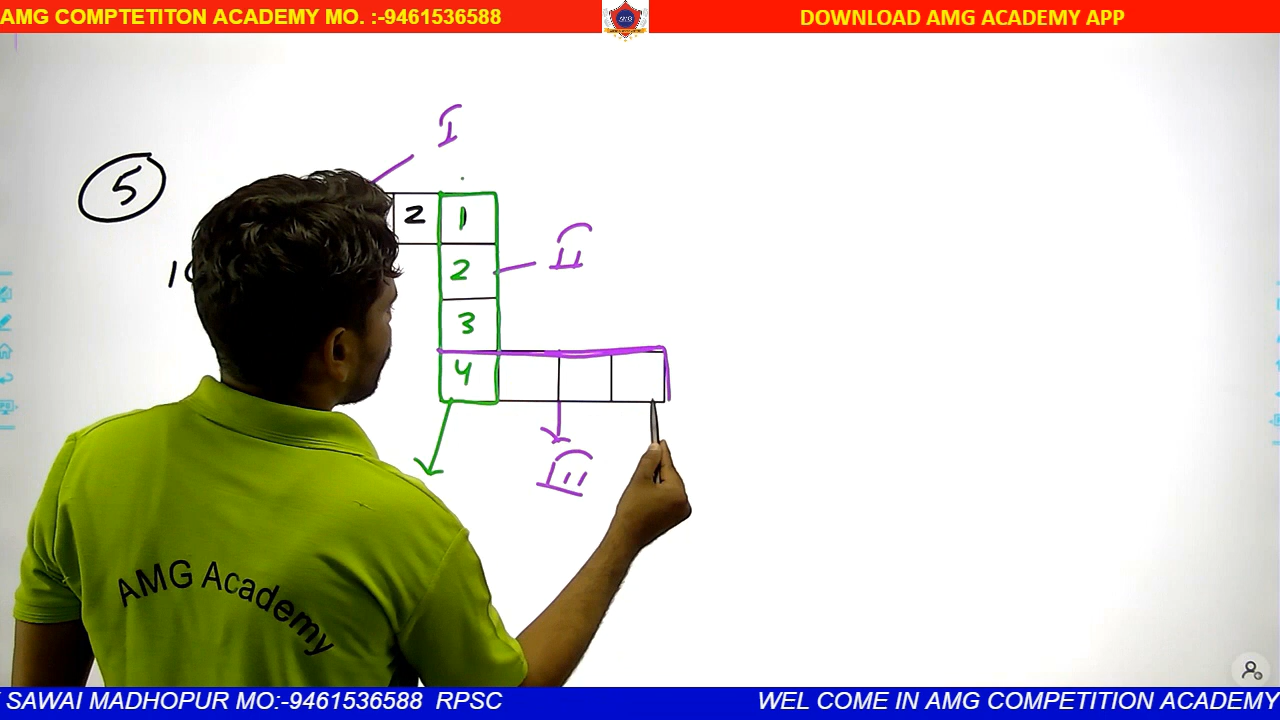 AMG COMPTETITON ACADEMY MO. :-9461536588
AMG
DOWNLOAD AMG ACADEMY APP
I
5
2 1
II
2
3
4
III
AMG Academy
SAWAI MADHOPUR MO:-9461536588 RPSC
WEL COME IN AMG COMPETITION ACADEMY